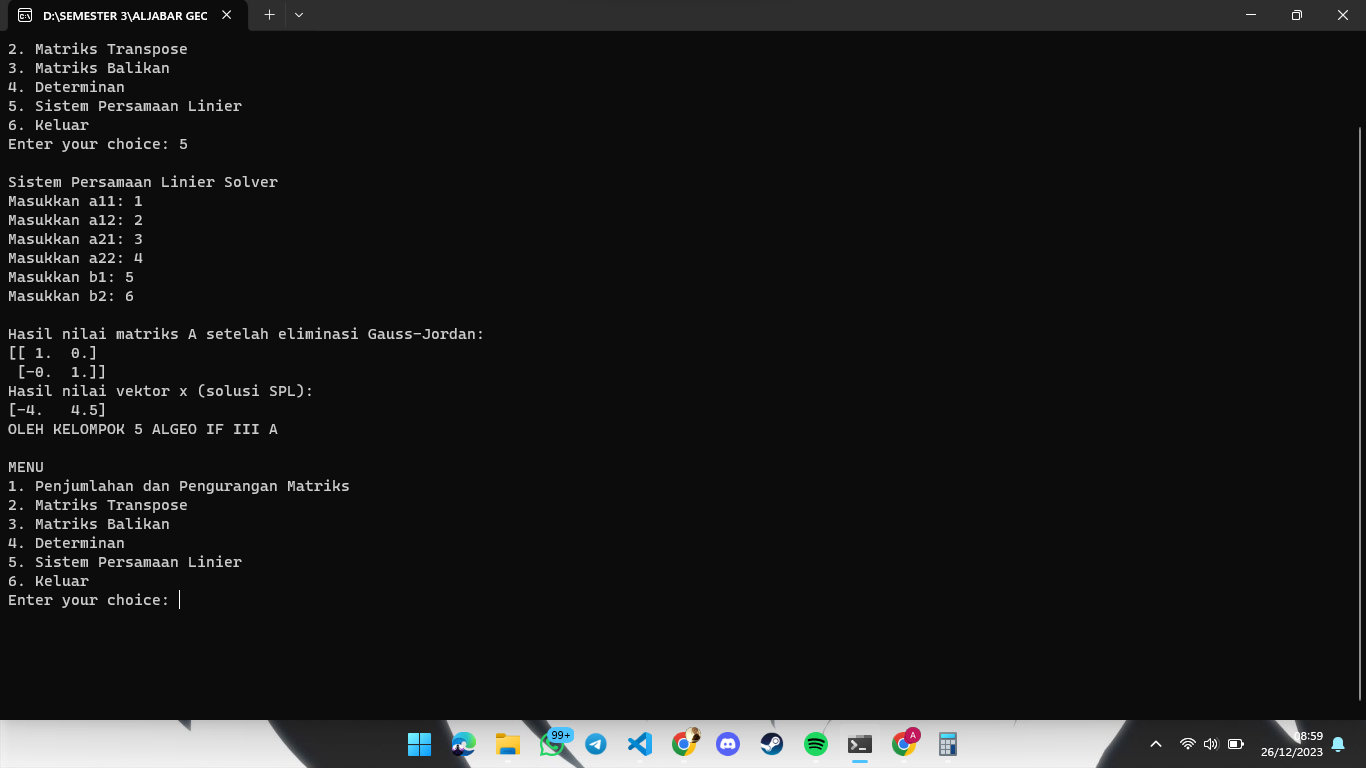 D:\SEMESTER 3\ALJABAR GEO
2. Matriks Transpose
3. Matriks Balikan
4. Determinan
5. Sistem Persamaan Linier
6. Keluar
Enter your choice: 5
Sistem Persamaan Linier Solver
Masukkan a11: 1
Masukkan a12: 2
Masukkan a21: 3
Masukkan a22: 4
Masukkan b1: 5
Masukkan b2: 6
Hasil nilai matriks A setelah eliminasi Gauss-Jordan:
[[ 1.  0.]
 [-0.  1.]]
Hasil nilai vektor x (solusi SPL):
[-4.   4.5]
OLEH KELOMPOK 5 ALGEO IF III A
MENU
1. Penjumlahan dan Pengurangan Matriks
2. Matriks Transpose
3. Matriks Balikan
4. Determinan
5. Sistem Persamaan Linier
6. Keluar
Enter your choice:
99+
A
08:59
26/12/2023